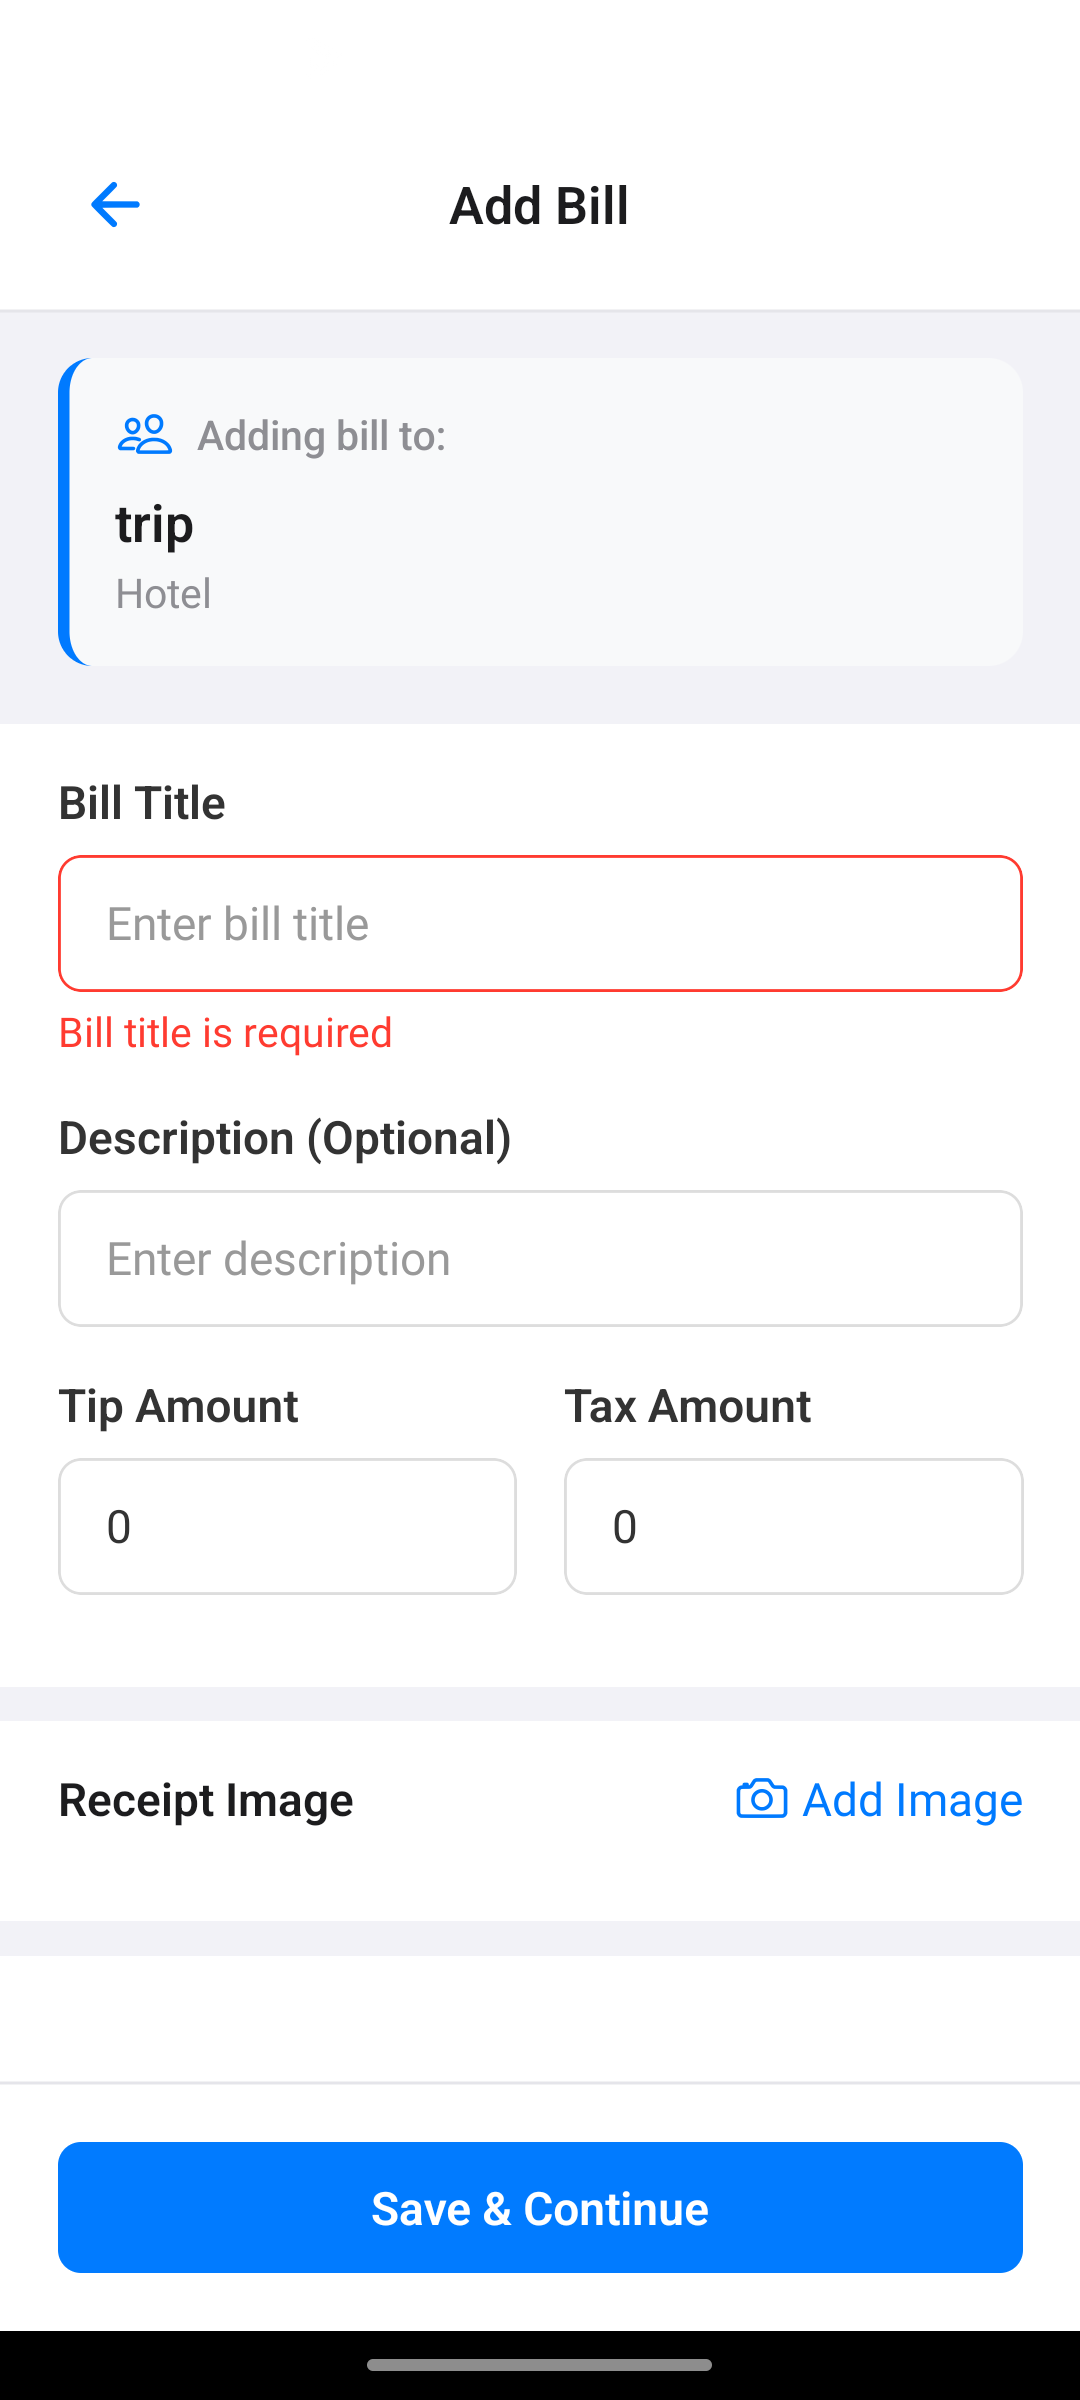 Add Bill
Adding bill to:
trip
Hotel
Bill Title
Enter bill title
Bill title is required
Description (Optional)
Enter description
Tip Amount
Tax Amount
0
0
Receipt Image
Add Image
Save & Continue